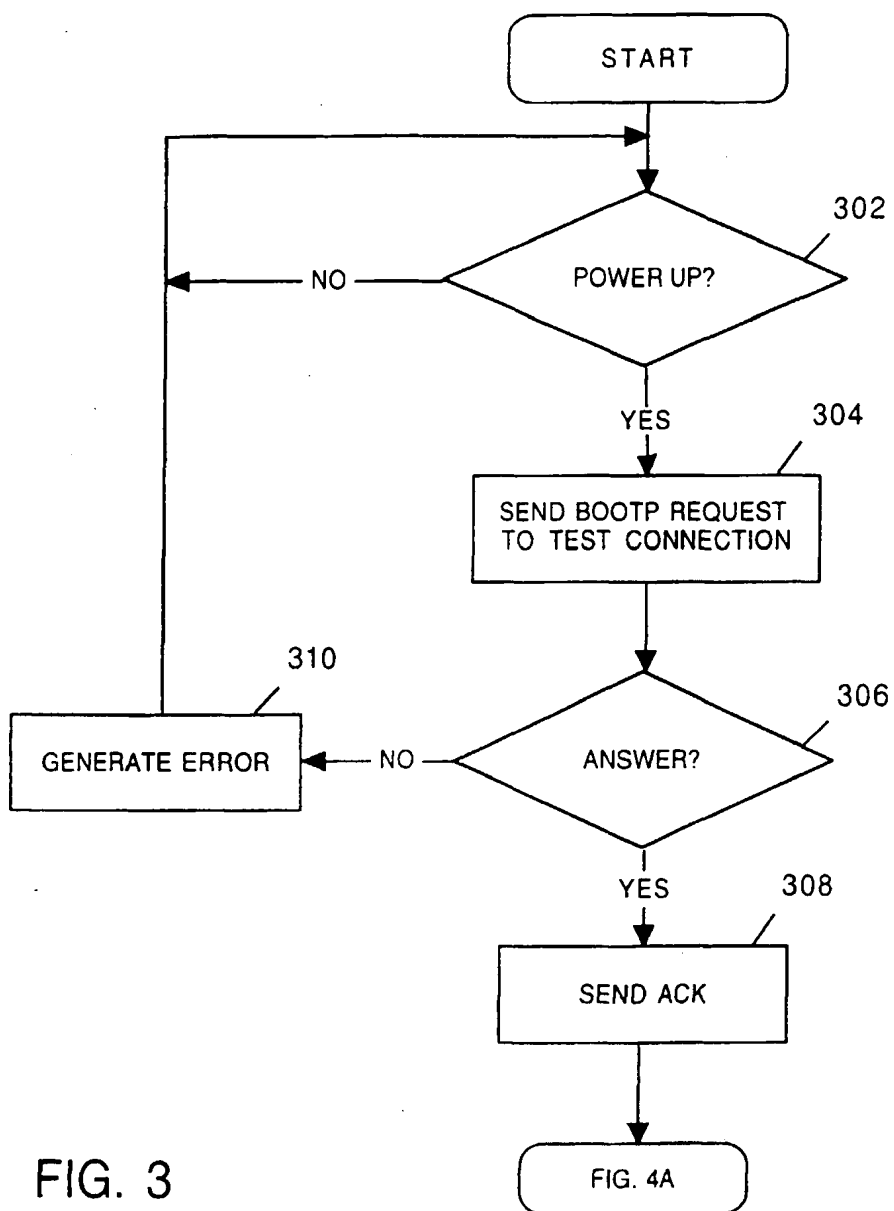 START
302
POWER UP?
NO
YES
304
SEND BOOTP REQUEST
TO TEST CONNECTION
310
306
GENERATE ERROR
NO
ANSWER?
YES
308
SEND ACK
FIG. 3
FIG. 4A